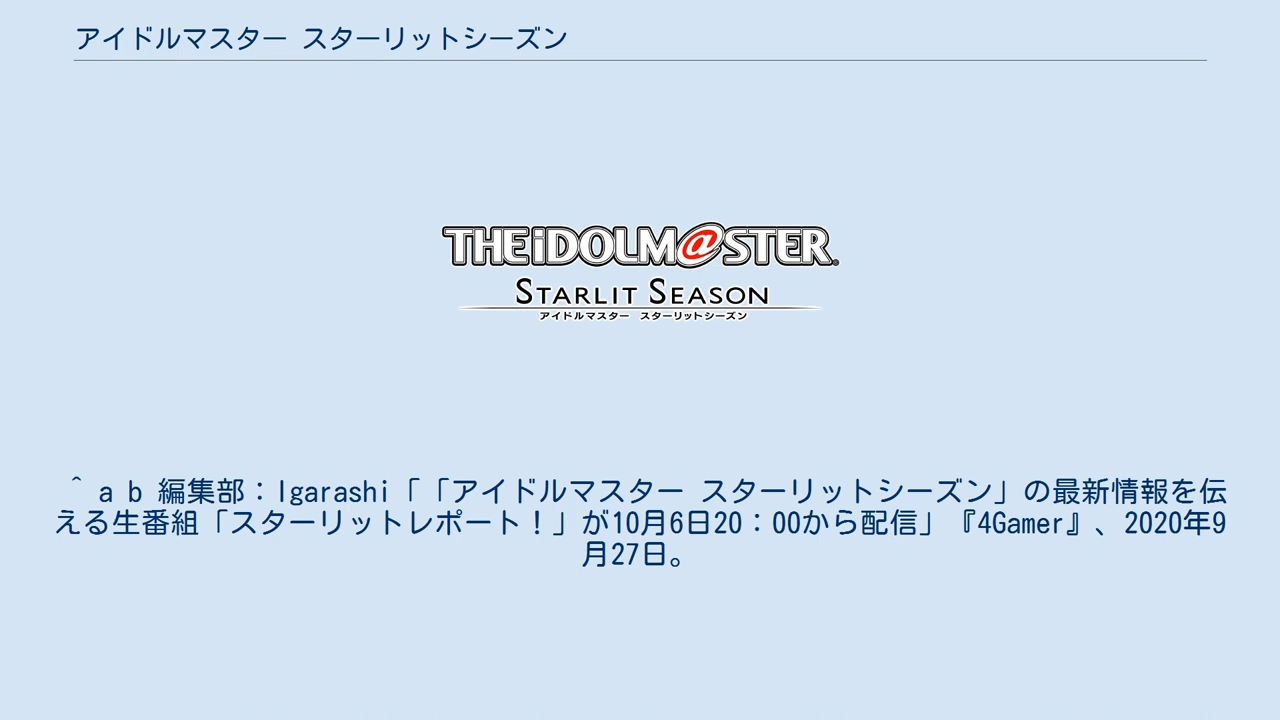 アイドルマスター スターリットシーズン
THE iDOLM@STER®
STARLIT SEASON
アイドルマスター スターリットシーズン
^ a b 編集部：Igarashi「「アイドルマスター スターリットシーズン」の最新情報を伝
える生番組「スターリットレポート！」が10月6日20：00から配信」『4Gamer』、2020年9
月27日。